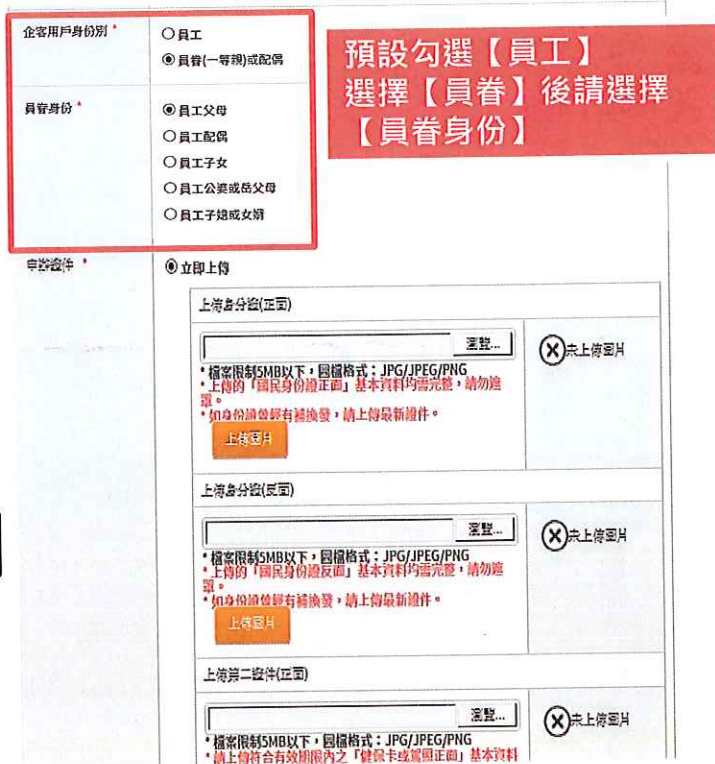 企客用戶身份別 *
○員工
◉員眷(一等親)或配偶
預設勾選【員工】
選擇【員眷】後請選擇
【員眷身份】
員眷身份 *
◉員工父母
○員工配偶
○員工子女
○員工公婆或岳父母
○員工子媳或女婿
申辦證件 *
◉立即上傳
上傳身分證(正面)
瀏覽...
未上傳圖片
* 檔案限制5MB以下，圖檔格式：JPG/JPEG/PNG
* 上傳的「國民身份證正面」基本資料均需完整，請勿遮
罩。
* 如身份證曾經有補換發，請上傳最新證件。
上傳圖片
上傳身分證(反面)
瀏覽...
未上傳圖片
* 檔案限制5MB以下，圖檔格式：JPG/JPEG/PNG
* 上傳的「國民身份證反面」基本資料均需完整，請勿遮
罩。
* 如身份證曾經有補換發，請上傳最新證件。
上傳圖片
上傳第二證件(正面)
瀏覽...
未上傳圖片
* 檔案限制5MB以下，圖檔格式：JPG/JPEG/PNG
* 請上傳符合有效期限內之「健保卡或駕照正面」基本資料